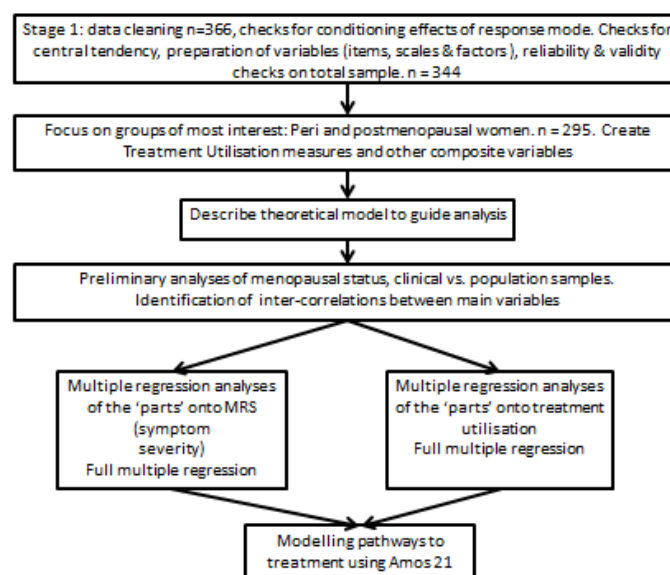 Stage 1: data cleaning n=366, checks for conditioning effects of response mode. Checks for
central tendency, preparation of variables (items, scales & factors), reliability & validity
checks on total sample. n = 344
Focus on groups of most interest: Peri and postmenopausal women. n = 295. Create
Treatment Utilisation measures and other composite variables
Describe theoretical model to guide analysis
Preliminary analyses of menopausal status, clinical vs. population samples.
Identification of inter-correlations between main variables
Multiple regression analyses
of the 'parts' onto MRS
(symptom
severity)
Full multiple regression
Multiple regression analyses
of the 'parts' onto treatment
utilisation
Full multiple regression
Modelling pathways to
treatment using Amos 21